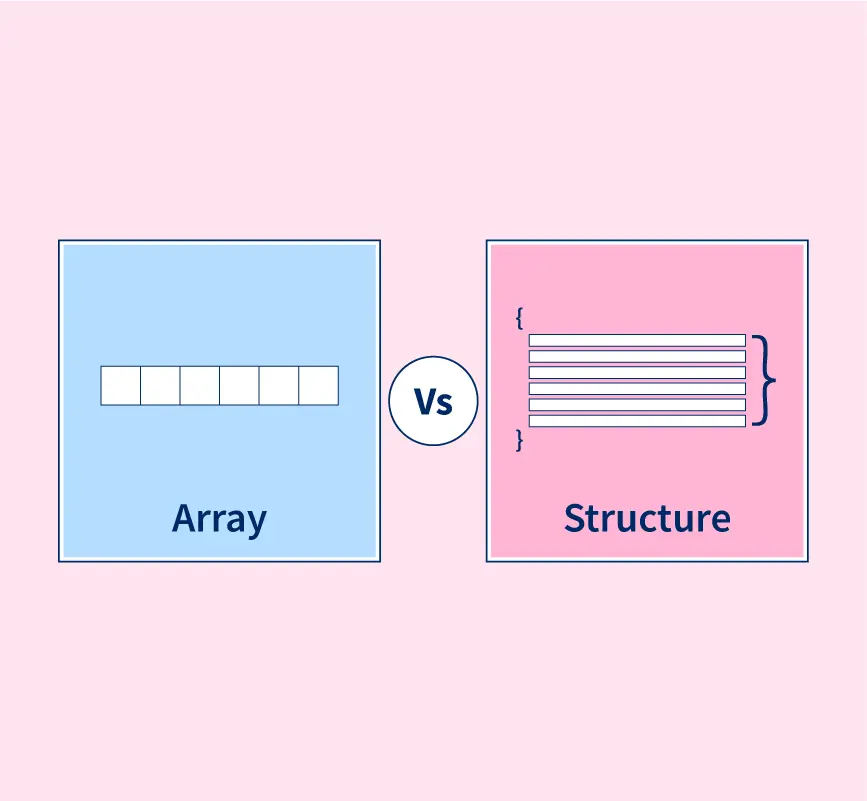 Array
Vs
{
}
}
Structure